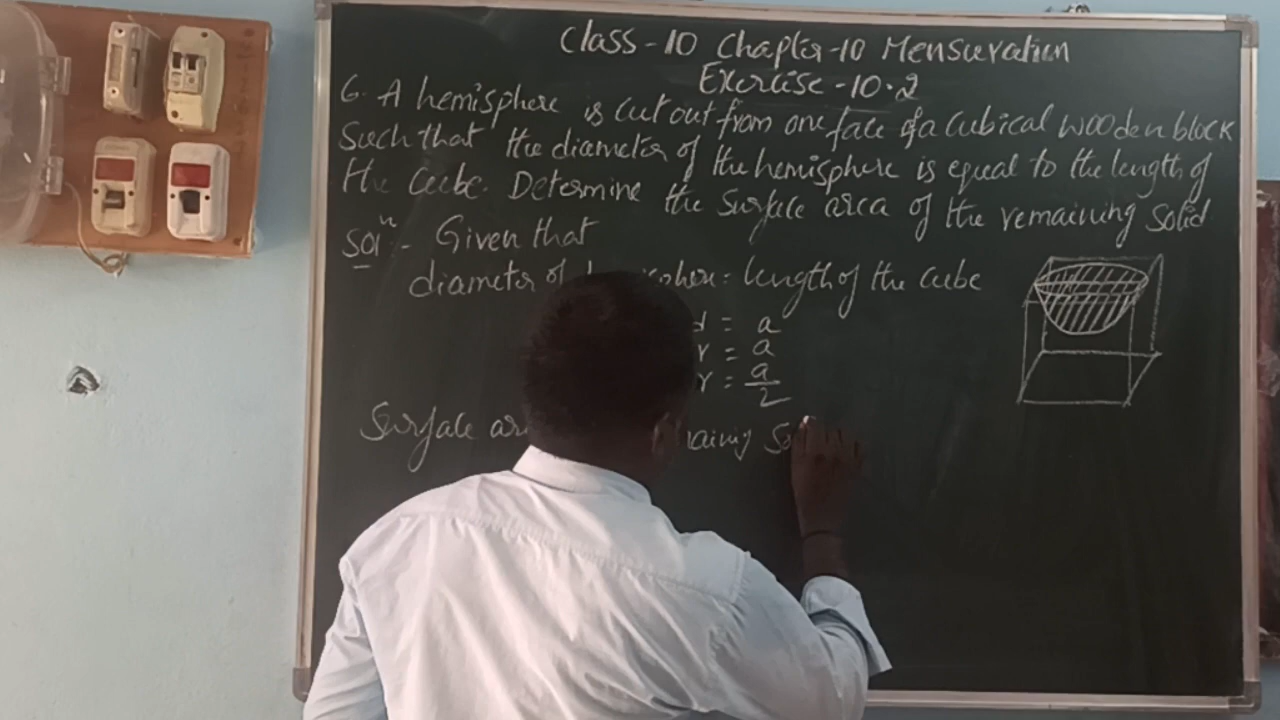 Class-10 Chapter-10 Mensuration
Exercise-10.2
6. A hemisphere is cut out from one face of a cubical wooden block
such that the diameter of the hemisphere is equal to the length of
the cube. Determine the surface area of the remaining solid
Solⁿ:- Given that
diameter of = length of the cube
d = a
r = a
r = a/2
Surface